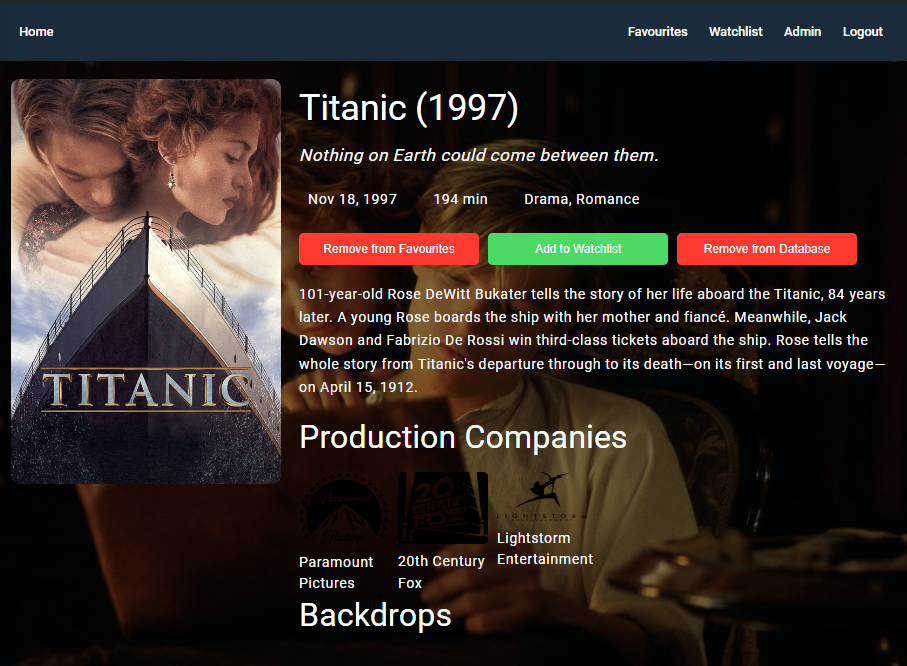 Home
Favourites
Watchlist
Admin
Logout
TITANIC
Titanic (1997)
Nothing on Earth could come between them.
Nov 18, 1997
194 min
Drama, Romance
Remove from Favourites
Add to Watchlist
Remove from Database
101-year-old Rose DeWitt Bukater tells the story of her life aboard the Titanic, 84 years
later. A young Rose boards the ship with her mother and fiancé. Meanwhile, Jack
Dawson and Fabrizio De Rossi win third-class tickets aboard the ship. Rose tells the
whole story from Titanic's departure through to its death—on its first and last voyage—
on April 15, 1912.
Production Companies
Paramount
Pictures
20th
CENTURY
FOX
LIGHTSTORM
Paramount
Pictures
20th Century
Fox
Lightstorm
Entertainment
Backdrops